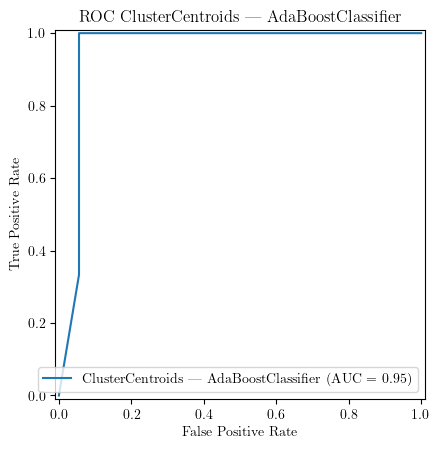 ROC ClusterCentroids — AdaBoostClassifier
1.0
0.8
0.6
0.4
0.2
0.0
True Positive Rate
ClusterCentroids — AdaBoostClassifier (AUC = 0.95)
0.0 0.2 0.4 0.6 0.8 1.0
False Positive Rate